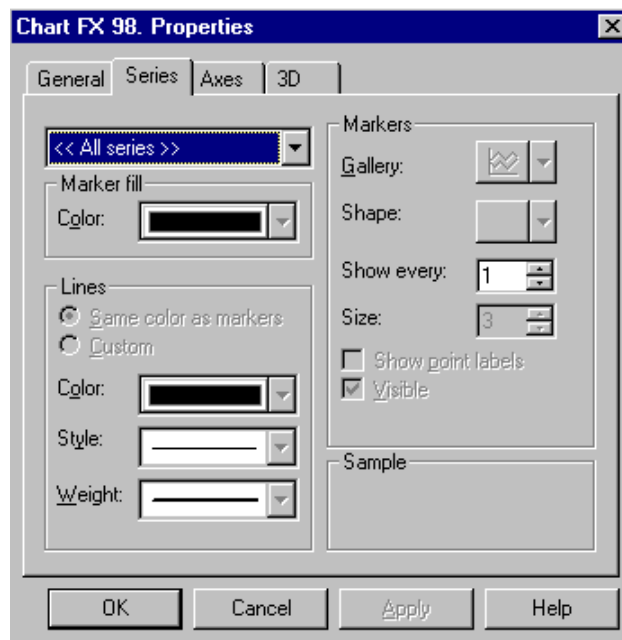 Chart FX 98. Properties
General
Series
Axes
3D
<< All series >>
Marker fill
Color:
Lines
Same color as markers
Custom
Color:
Style:
Weight:
Markers
Gallery:
Shape:
Show every: 1
Size: 3
Show point labels
Visible
Sample
OK
Cancel
Apply
Help